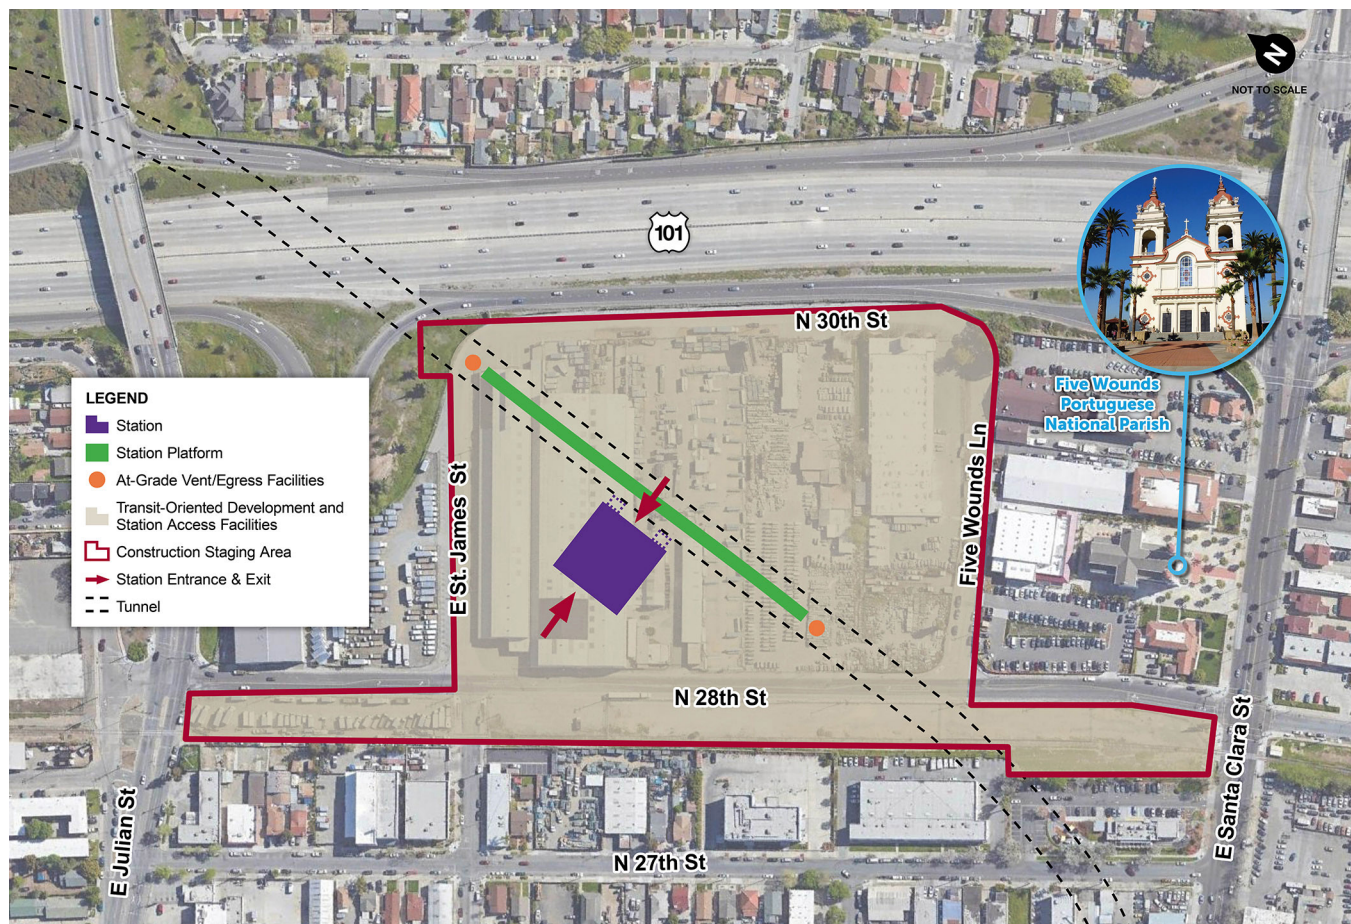 N
NOT TO SCALE
101
N 30th St
Five Wounds
Portuguese
National Parish
LEGEND
Station
Station Platform
At-Grade Vent/Egress Facilities
Transit-Oriented Development and
Station Access Facilities
Construction Staging Area
Station Entrance & Exit
Tunnel
E St. James St
Five Wounds Ln
N 28th St
E Santa Clara St
E Julian St
N 27th St